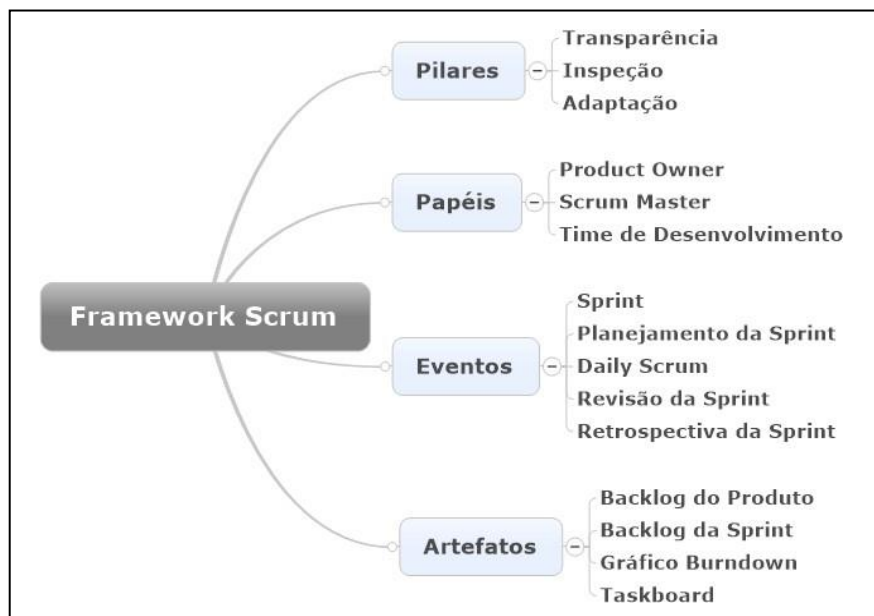 Framework Scrum
Pilares
Transparência
Inspeção
Adaptação
Papéis
Product Owner
Scrum Master
Time de Desenvolvimento
Eventos
Sprint
Planejamento da Sprint
Daily Scrum
Revisão da Sprint
Retrospectiva da Sprint
Artefatos
Backlog do Produto
Backlog da Sprint
Gráfico Burndown
Taskboard